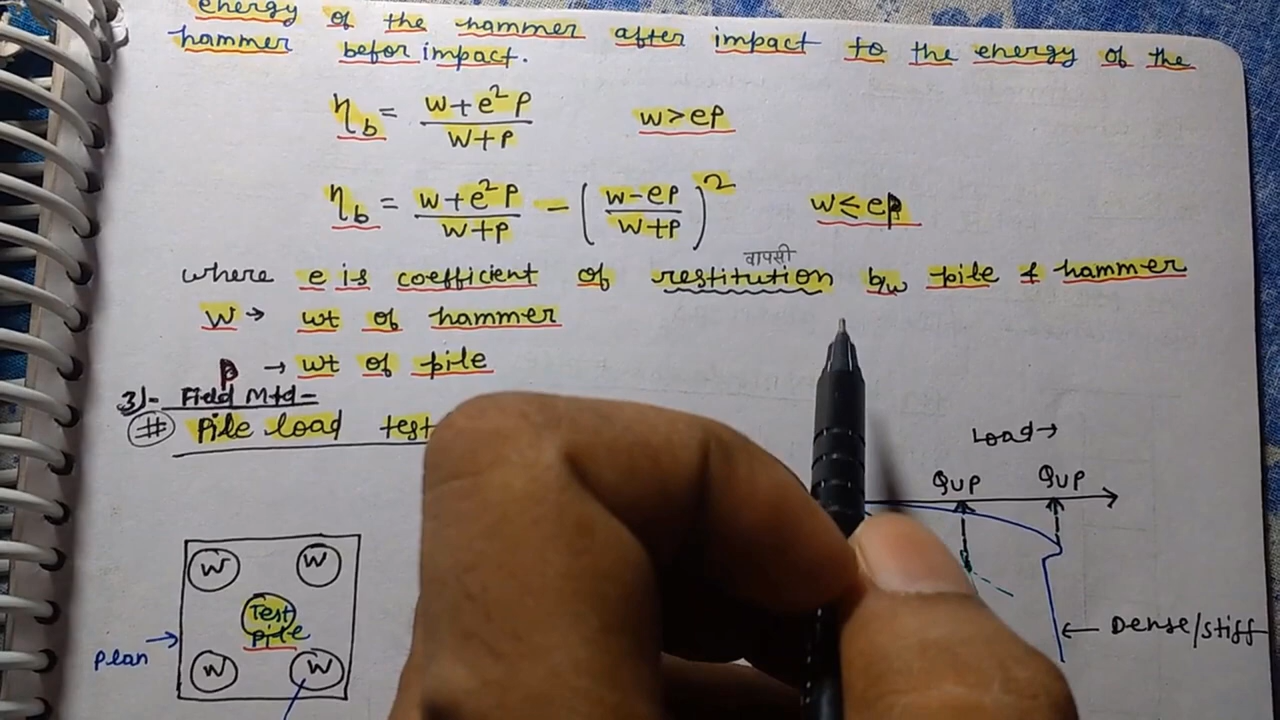 energy of the hammer after impact to the energy of the
hammer befor impact.
ηb = w+e²p / w+p    w>ep
ηb = w+e²p / w+p − (w-ep / w+p)²    w≤ep
वापसी
where e is coefficient of restitution b/w pile & hammer
W → wt of hammer
p → wt of pile
3)- Field Mtd-
# Pile load test
Load →
QUP QUP
W W
Test
pile
Plan →
W W
← Dense/stiff